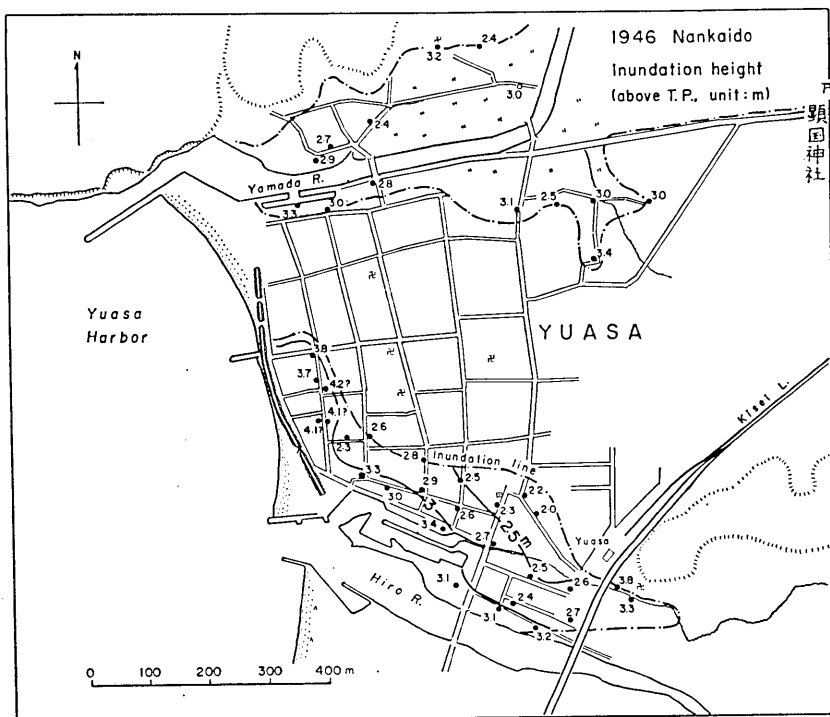 1946 Nankaido
Inundation height
(above T.P., unit: m)
N
3.2
2.4
3.0
2.4
2.7
2.9
顕国神社
Yamada R.
2.8
3.3
3.0
3.1
2.5
3.0
3.0
3.4
Yuasa
Harbor
YUASA
3.8
3.7
4.2?
4.1?
4.1?
2.3
2.6
Kisei L.
2.8
Inundation line
3.3
2.5
3.0
2.9
3
2.2
2.3
2.0
2.6
3.4
2.5m
2.7
Yuasa
2.5
2.6
3.8
3.3
3.1
2.4
Hiro R.
3.1
2.7
3.2
0 100 200 300 400 m